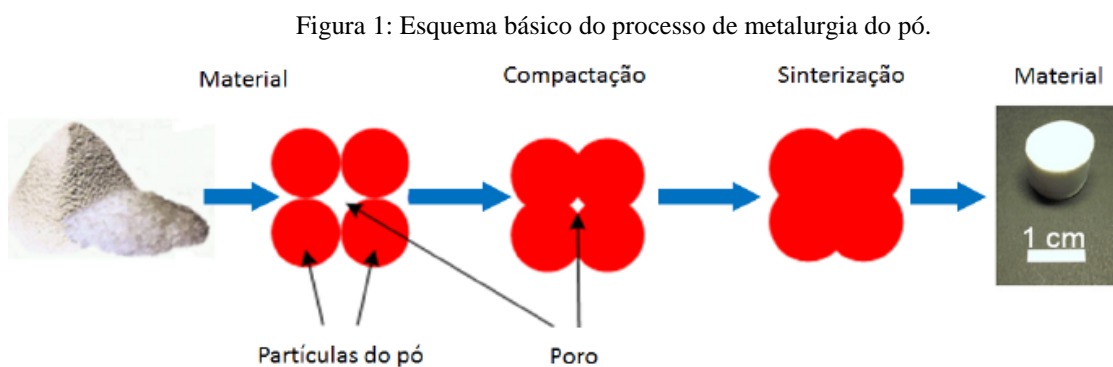 Figura 1: Esquema básico do processo de metalurgia do pó.
Material
Compactação
Sinterização
Material
1 cm
Partículas do pó
Poro